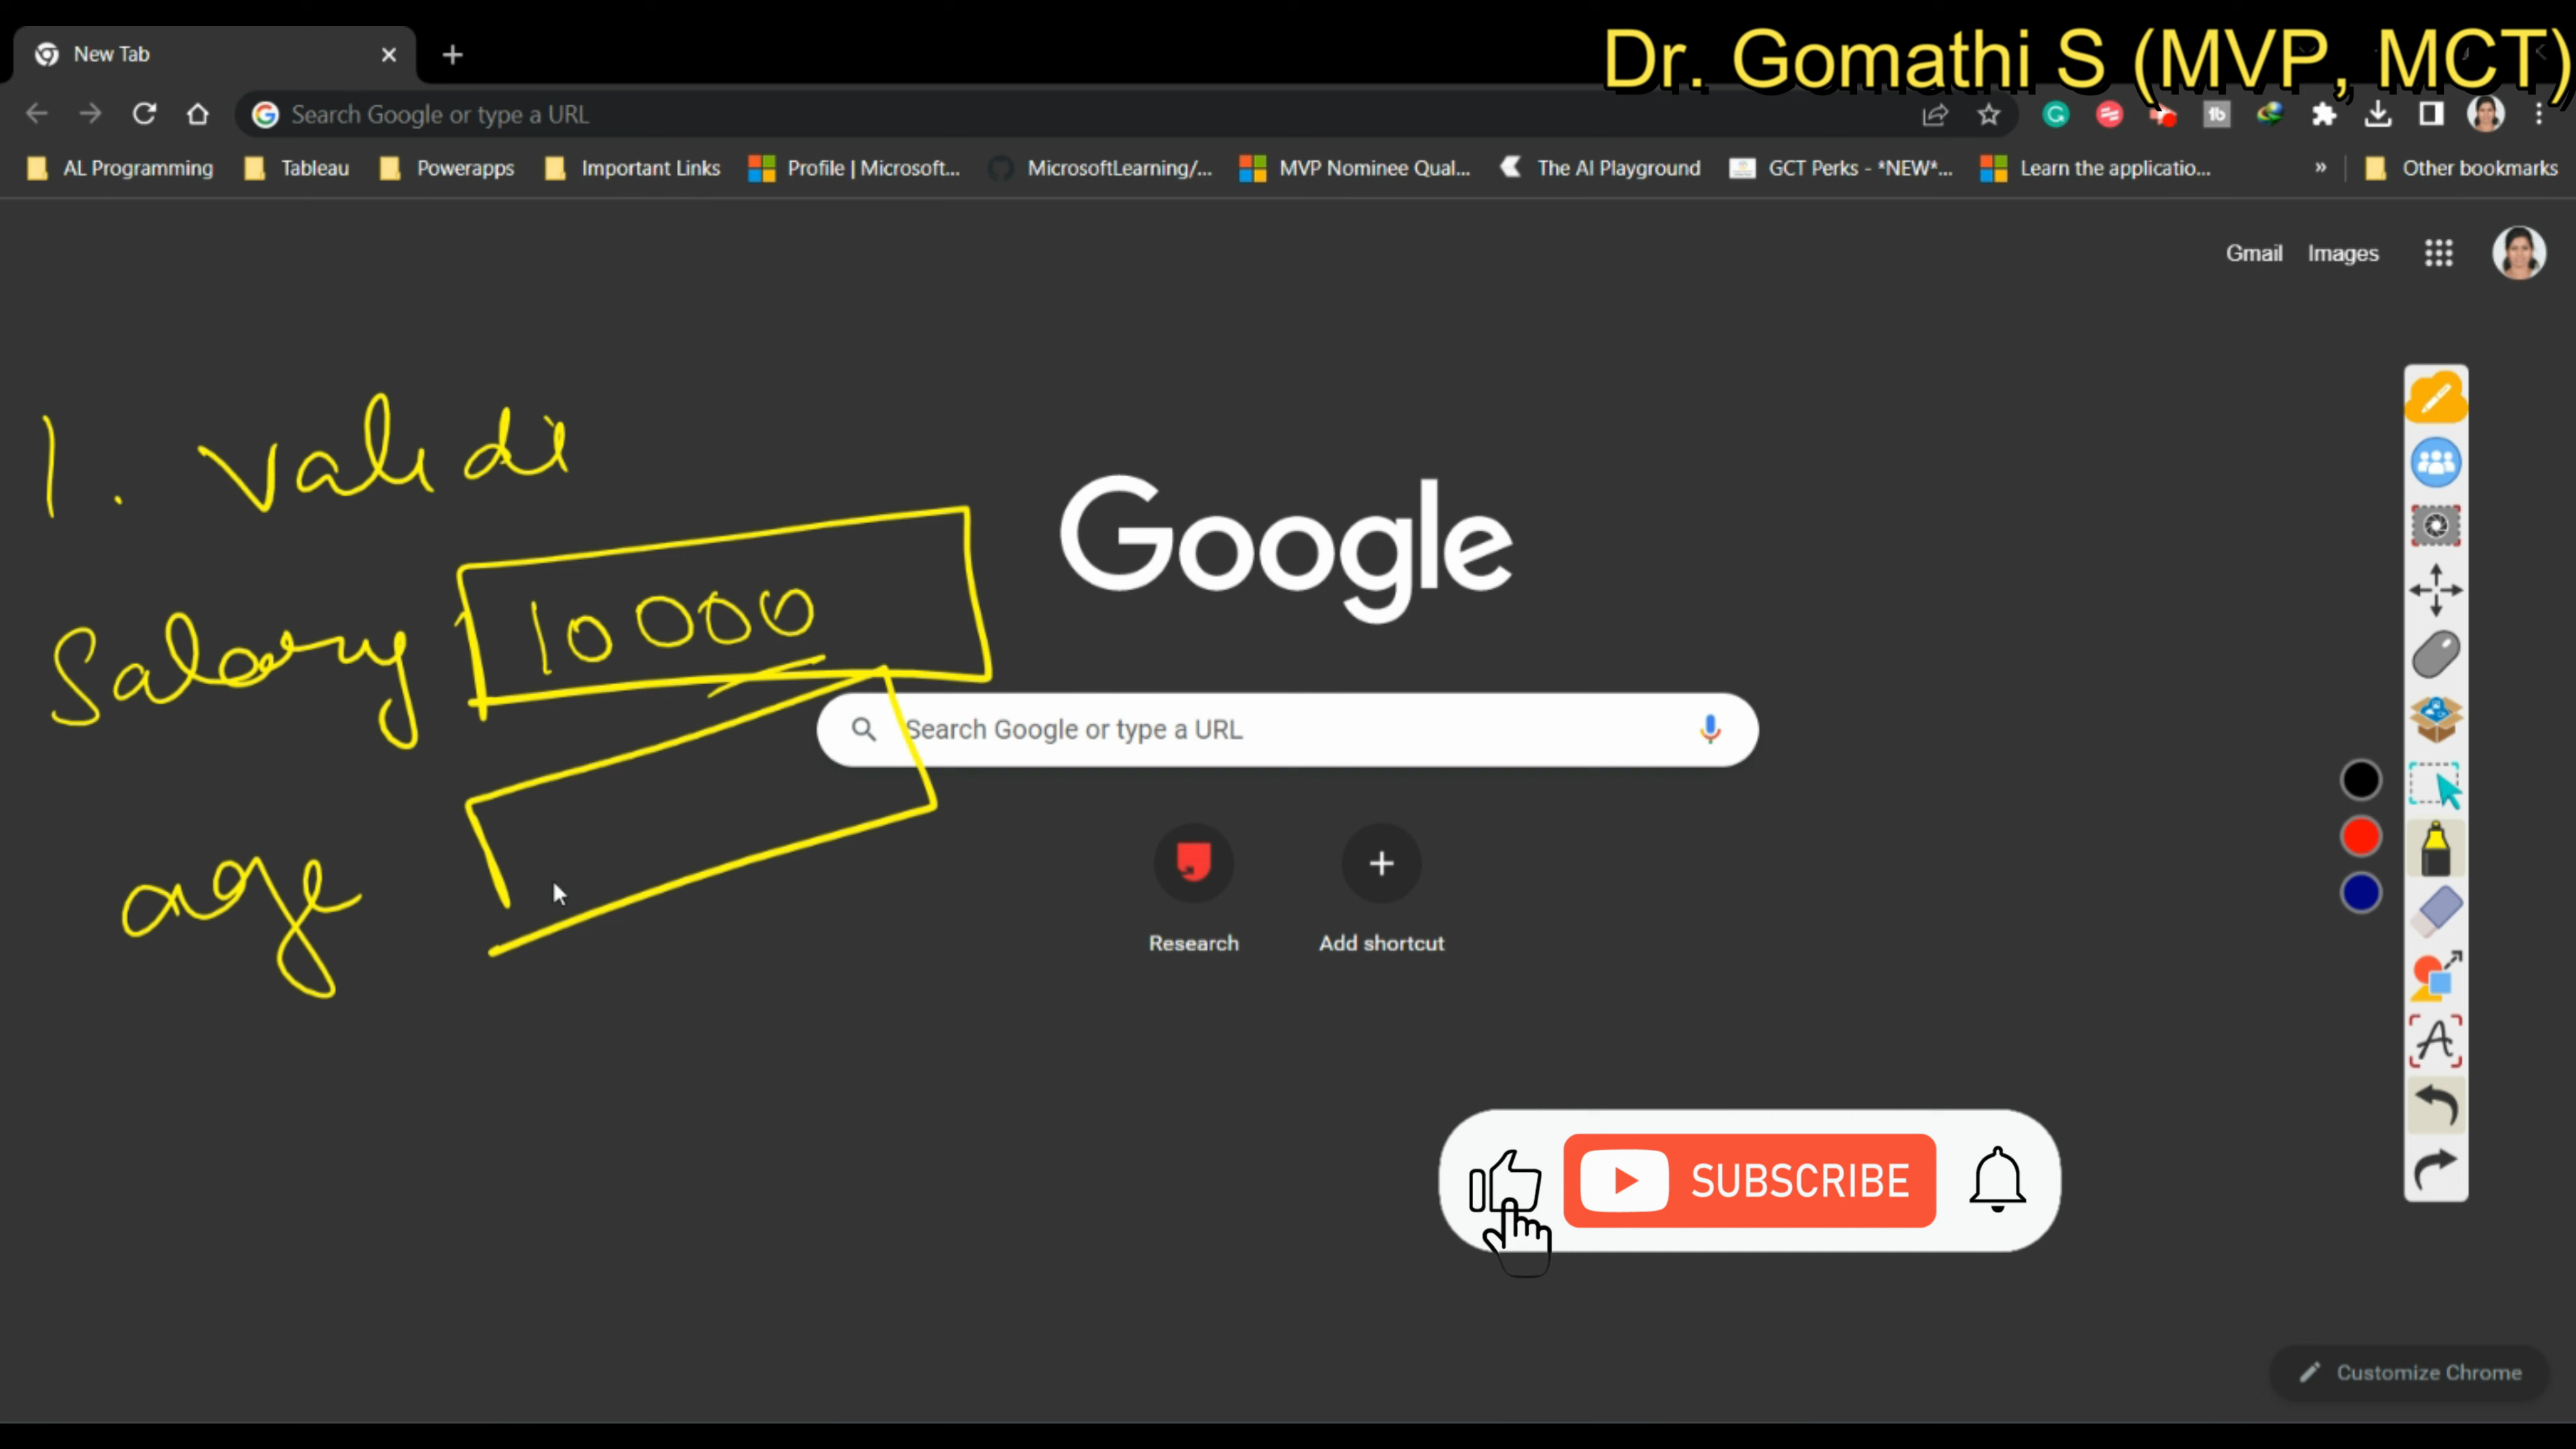 New Tab
Dr. Gomathi S (MVP, MCT)
Search Google or type a URL
AL Programming Tableau Powerapps Important Links Profile | Microsoft... MicrosoftLearning/... MVP Nominee Qual... The AI Playground GCT Perks - *NEW*... Learn the applicatio... » Other bookmarks
Gmail Images
1. Validi
Google
Salary 10000
Search Google or type a URL
age
Research Add shortcut
SUBSCRIBE
Customize Chrome